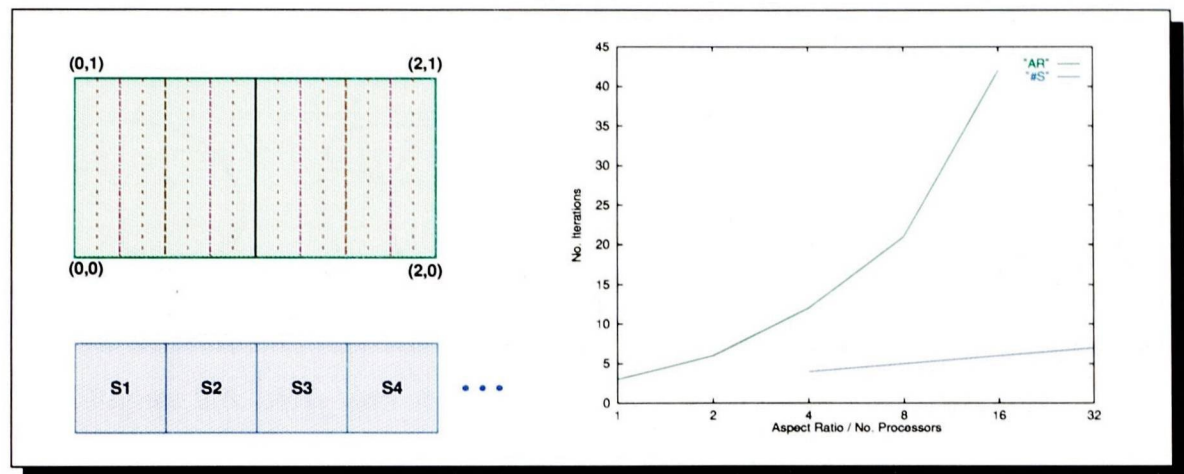 (0,1) (2,1)
(0,0) (2,0)
S1 S2 S3 S4
45
40
35
30
25
20
15
10
5
0
No. Iterations
"AR"
"#S"
1 2 4 8 16 32
Aspect Ratio / No. Processors